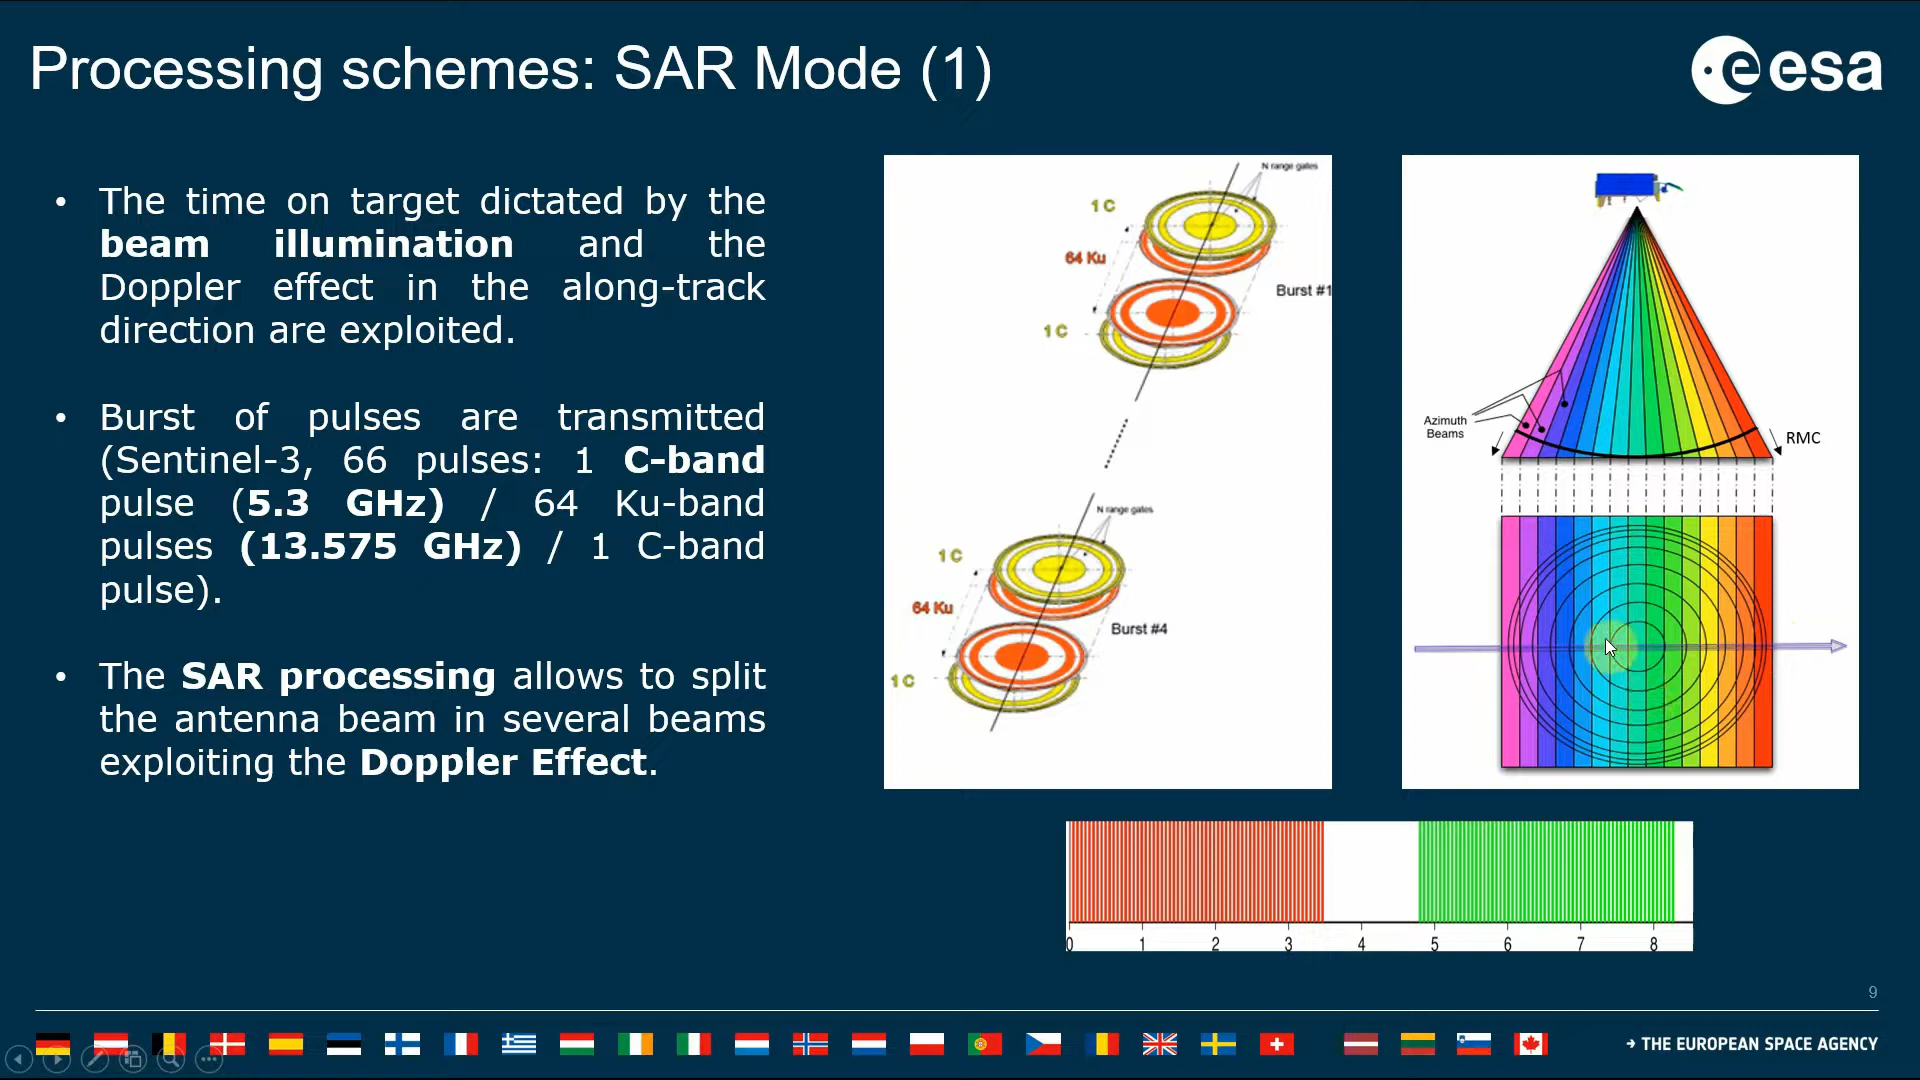 Processing schemes: SAR Mode (1)
esa
• The time on target dictated by the
beam illumination and the
Doppler effect in the along-track
direction are exploited.
• Burst of pulses are transmitted
(Sentinel-3, 66 pulses: 1 C-band
pulse (5.3 GHz) / 64 Ku-band
pulses (13.575 GHz) / 1 C-band
pulse).
• The SAR processing allows to split
the antenna beam in several beams
exploiting the Doppler Effect.
N range gates
1 C
64 Ku
Burst #1
1 C
N range gates
1 C
64 Ku
Burst #4
1 C
Azimuth
Beams
RMC
0 1 2 3 4 5 6 7 8
9
→ THE EUROPEAN SPACE AGENCY